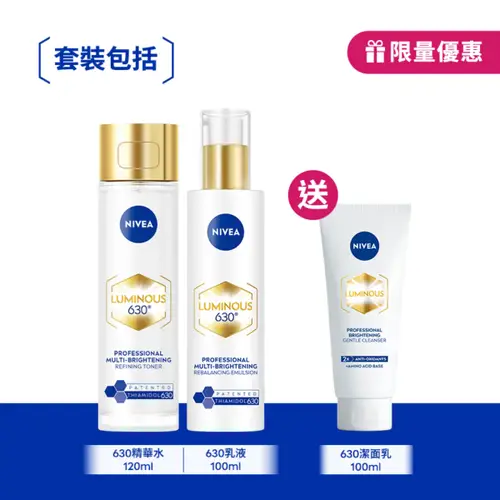 套裝包括
限量優惠
NIVEA
LUMINOUS
630®
PROFESSIONAL
MULTI-BRIGHTENING
REFINING TONER
PATENTED
THIAMIDOL 630
NIVEA
LUMINOUS
630®
PROFESSIONAL
MULTI-BRIGHTENING
REBALANCING EMULSION
PATENTED
THIAMIDOL 630
送
NIVEA
LUMINOUS
PROFESSIONAL
BRIGHTENING
GENTLE CLEANSER
2x ANTI-OXIDANTS
+AMINO ACID BASE
630精華水
120ml
630乳液
100ml
630潔面乳
100ml